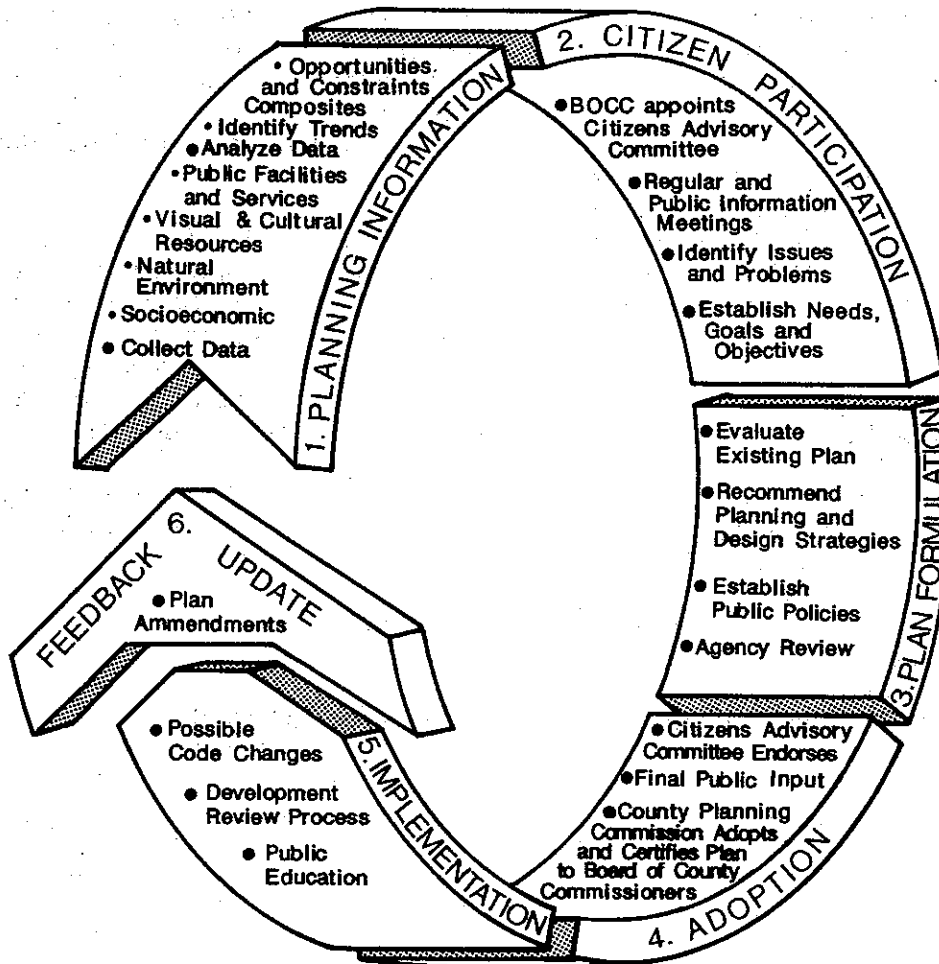 1. PLANNING INFORMATION
• Opportunities
and Constraints
Composites
• Identify Trends
● Analyze Data
• Public Facilities
and Services
• Visual & Cultural
Resources
• Natural
Environment
• Socioeconomic
● Collect Data
2. CITIZEN PARTICIPATION
● BOCC appoints
Citizens Advisory
Committee
● Regular and
Public Information
Meetings
● Identify Issues
and Problems
● Establish Needs,
Goals and
Objectives
3. PLAN FORMULATION
● Evaluate
Existing Plan
● Recommend
Planning and
Design Strategies
● Establish
Public Policies
● Agency Review
4. ADOPTION
● Citizens Advisory
Committee Endorses
● Final Public Input
● County Planning
Commission Adopts
and Certifies Plan
to Board of County
Commissioners
5. IMPLEMENTATION
● Possible
Code Changes
● Development
Review Process
● Public
Education
6.
FEEDBACK UPDATE
● Plan
Ammendments